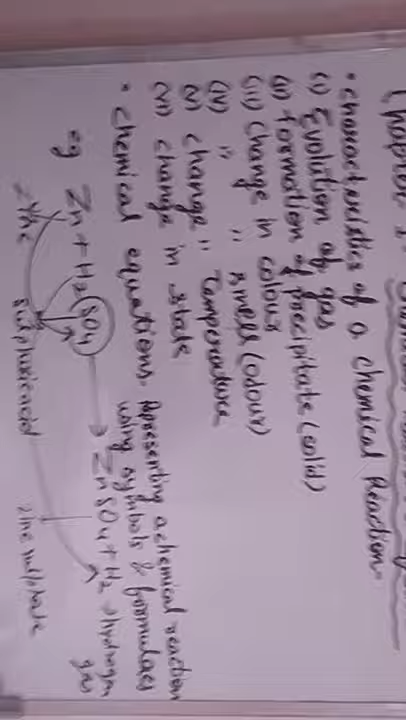 Chapter 1
• Characteristics of a chemical Reaction-
(i) Evolution of gas
(ii) formation of precipitate (solid)
(iii) Change in colour
(iv) " " smell (odour)
(v) change " Temperature
(vi) change in state
• chemical equations- Representing a chemical reaction
using symbols & formulaes
eg Zn + H2SO4 → ZnSO4 + H2 → hydrogen
gas
zinc sulphuric acid zinc sulphate